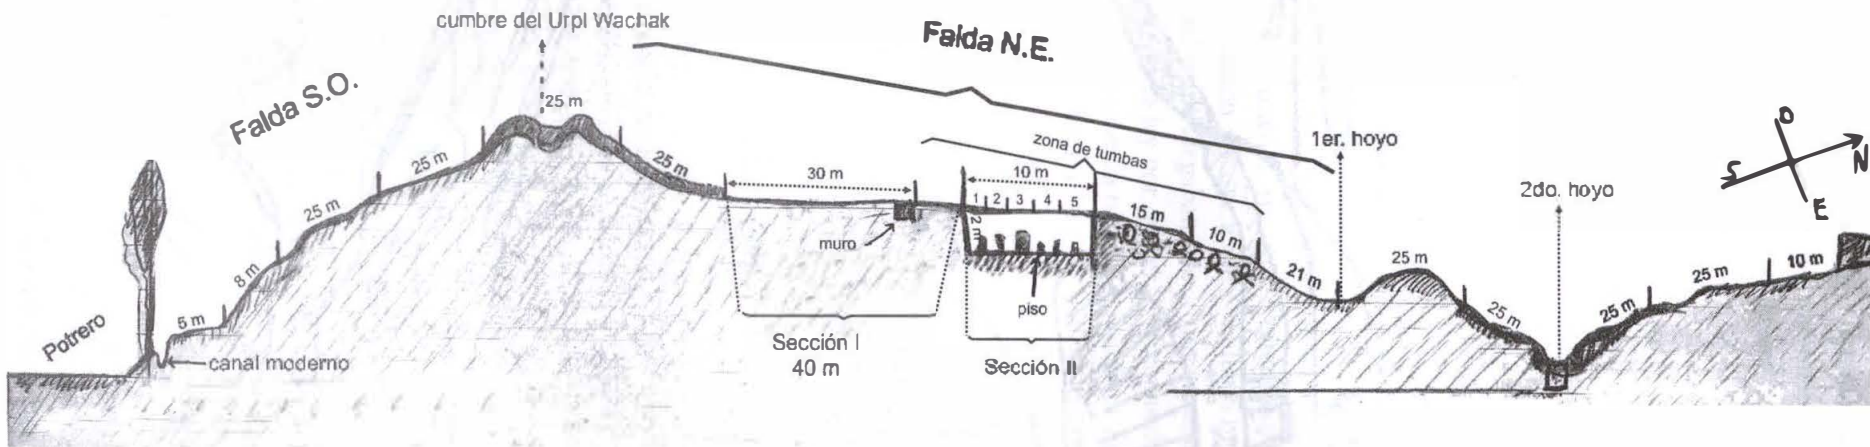 cumbre del Urpl Wachak
Falda N.E.
Falda S.O.
25 m
zona de tumbas
1er. hoyo
2do. hoyo
O
N
S
E
25 m
25 m
8 m
5 m
25 m
25 m
30 m
10 m
1 2 3 4 5
2 m
muro
piso
15 m
10 m
21 m
25 m
25 m
25 m
25 m
10 m
Potrero
canal moderno
Sección I
40 m
Sección II